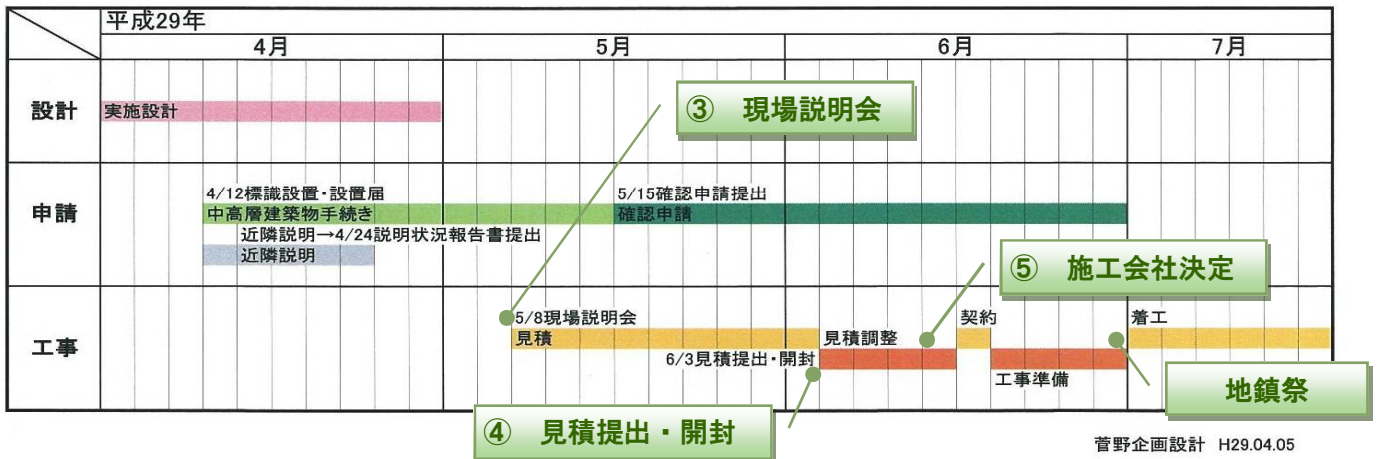 平成29年
4月 5月 6月 7月
設計
実施設計
③ 現場説明会
申請
4/12標識設置・設置届
中高層建築物手続き
5/15確認申請提出
確認申請
近隣説明→4/24説明状況報告書提出
近隣説明
⑤ 施工会社決定
工事
5/8現場説明会
見積
見積調整
契約
着工
6/3見積提出・開封
工事準備
地鎮祭
④ 見積提出・開封
菅野企画設計 H29.04.05